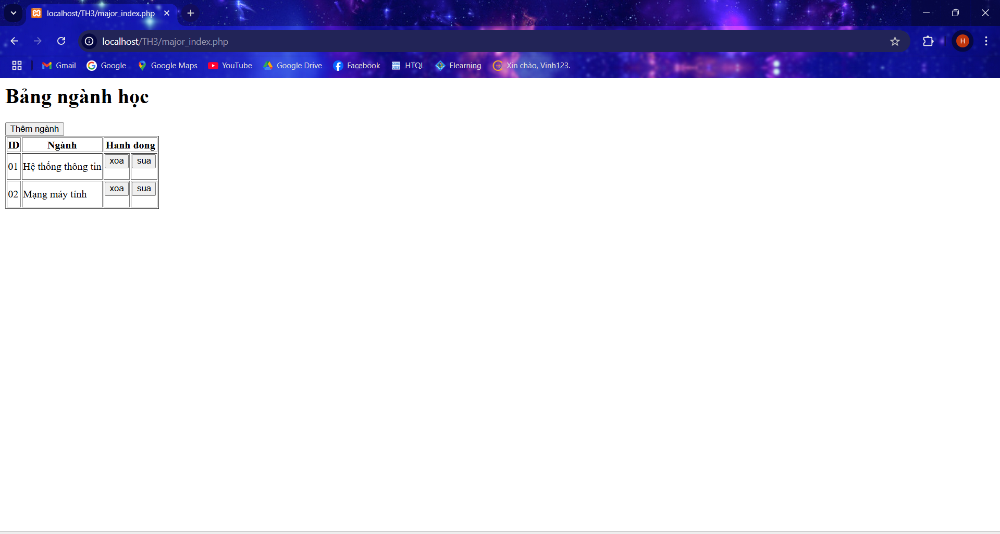 localhost/TH3/major_index.php
localhost/TH3/major_index.php
H
Gmail Google Google Maps YouTube Google Drive Facebook HTQL Elearning Xin chào, Vinh123.
Bảng ngành học
Thêm ngành
ID Ngành Hanh dong
01 Hệ thống thông tin xoa sua
02 Mạng máy tính xoa sua